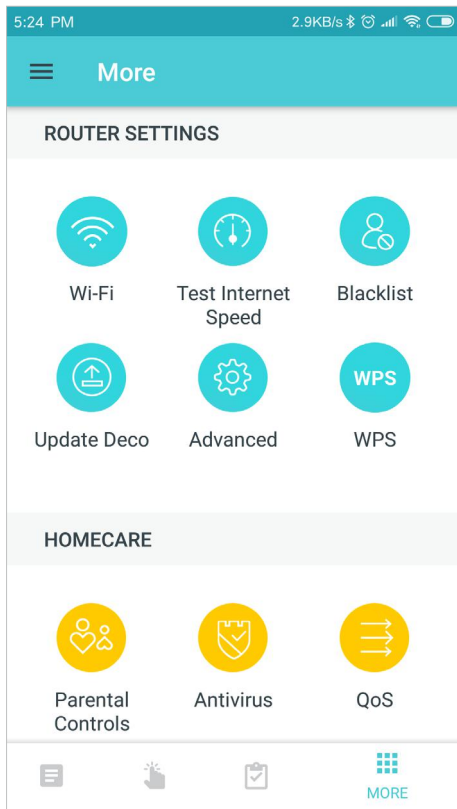 5:24 PM 2.9KB/s
More
ROUTER SETTINGS
Wi-Fi
Test Internet
Speed
Blacklist
Update Deco
Advanced
WPS
WPS
HOMECARE
Parental
Controls
Antivirus
QoS
MORE